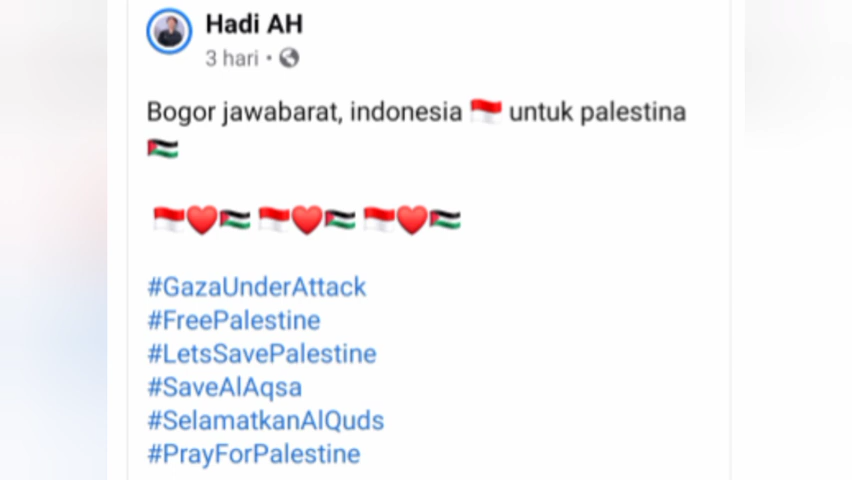 Hadi AH
3 hari •
Bogor jawabarat, indonesia 🇮🇩 untuk palestina
🇵🇸
🇮🇩❤️🇵🇸 🇮🇩❤️🇵🇸 🇮🇩❤️🇵🇸
#GazaUnderAttack
#FreePalestine
#LetsSavePalestine
#SaveAlAqsa
#SelamatkanAlQuds
#PrayForPalestine